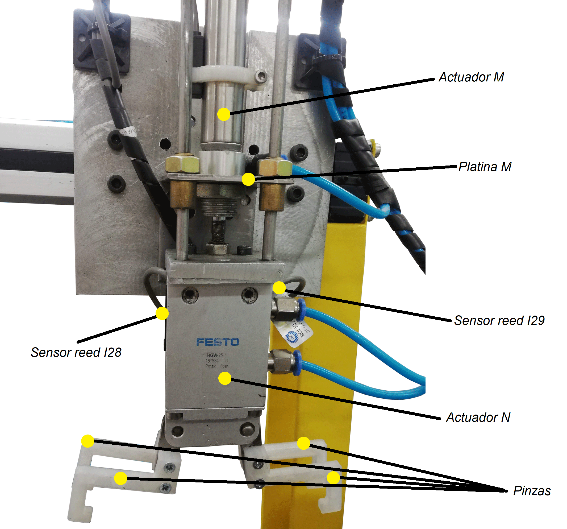 Actuador M
Platina M
Sensor reed I29
Sensor reed I28
FESTO
Actuador N
Pinzas